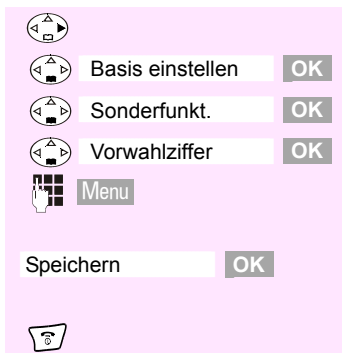 Basis einstellen OK
Sonderfunkt. OK
Vorwahlziffer OK
Menu
Speichern OK